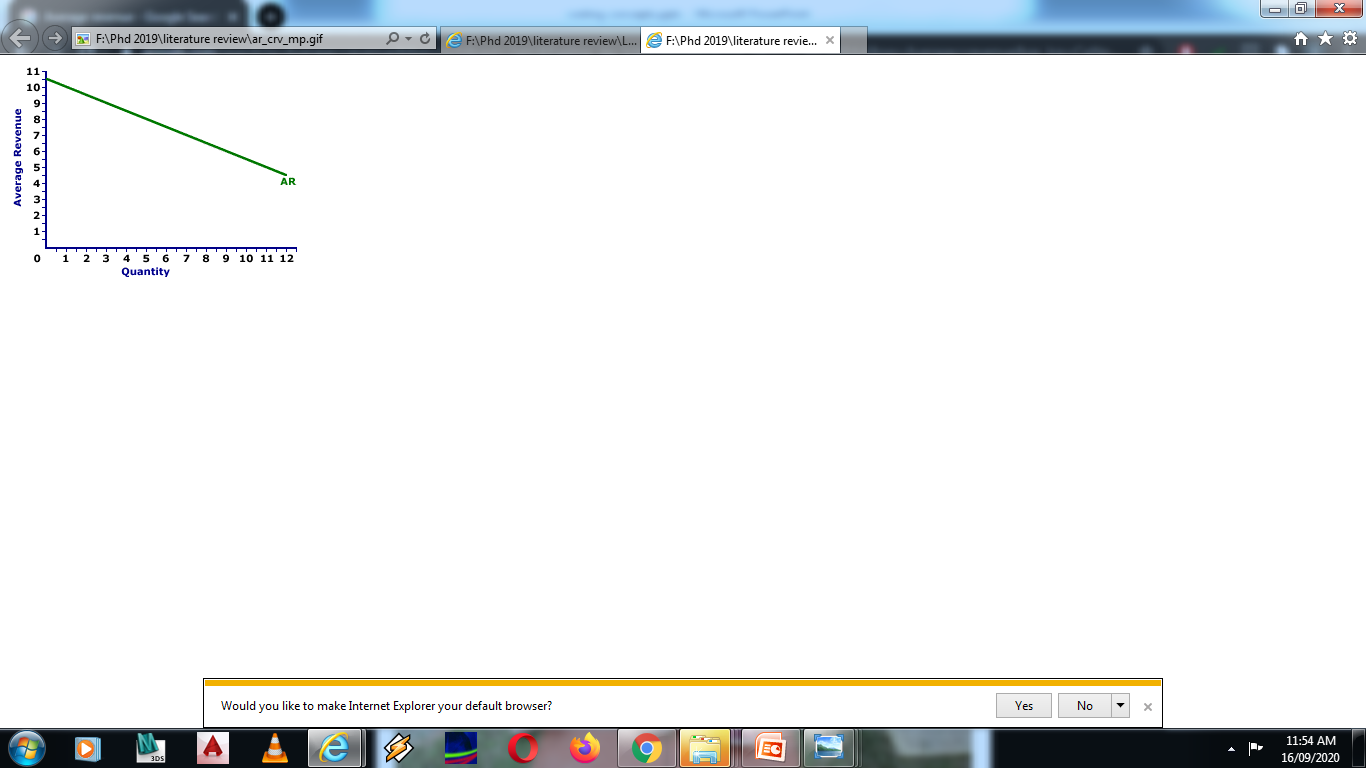 F:\Phd 2019\literature review\ar_crv_mp.gif
F:\Phd 2019\literature review\L...
F:\Phd 2019\literature revie...
11
10
9
8
7
6
5
4
3
2
1
Average Revenue
AR
0 1 2 3 4 5 6 7 8 9 10 11 12
Quantity
Would you like to make Internet Explorer your default browser?
Yes
No
3DS
11:54 AM
16/09/2020